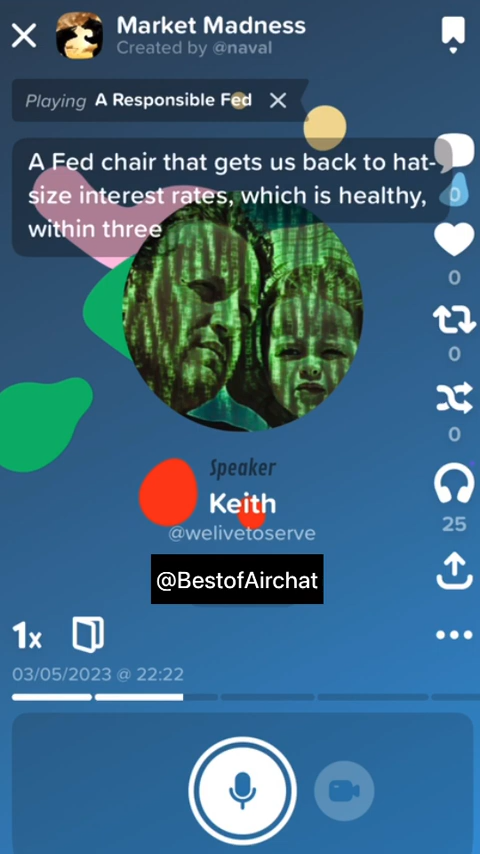 Market Madness
Created by @naval
Playing A Responsible Fed
A Fed chair that gets us back to hat-
size interest rates, which is healthy,
within three
0
0
0
0
25
Speaker
Keith
@welivetoserve
@BestofAirchat
1x
03/05/2023 @ 22:22